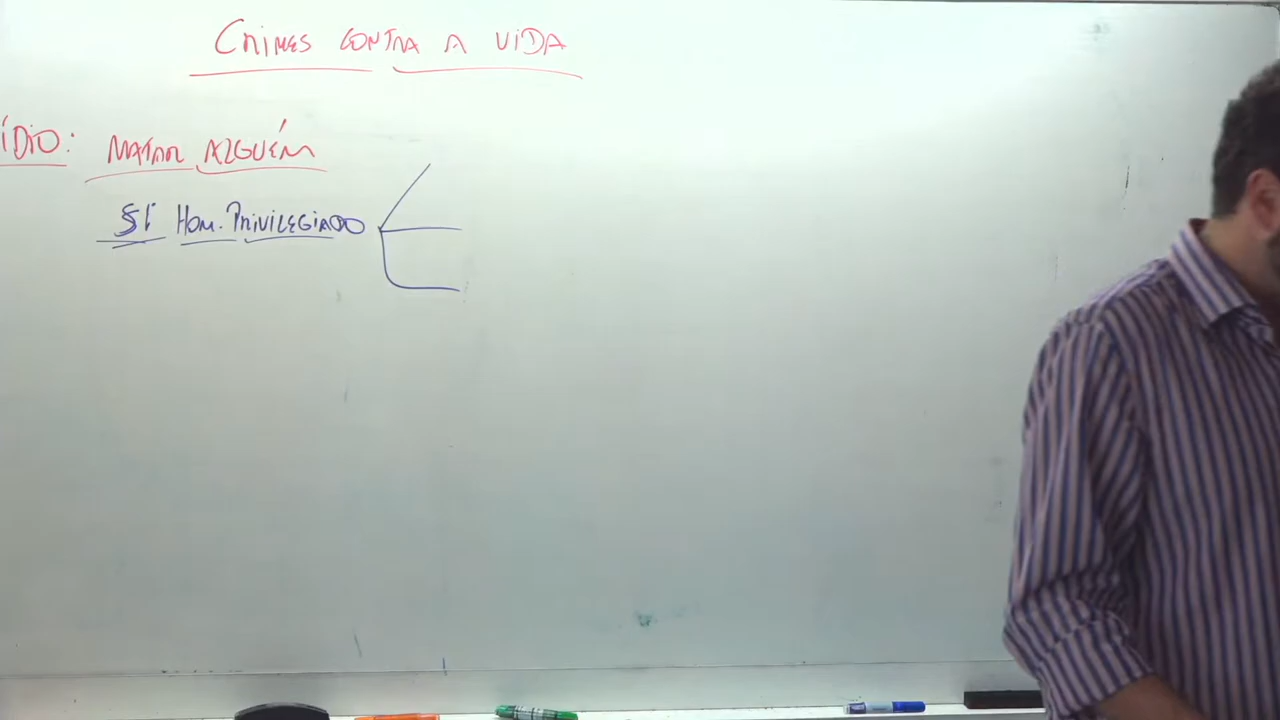 CRIMES CONTRA A VIDA
ÍDIO: MATAR ALGUÉM
§1º HOM. PRIVILEGIADO